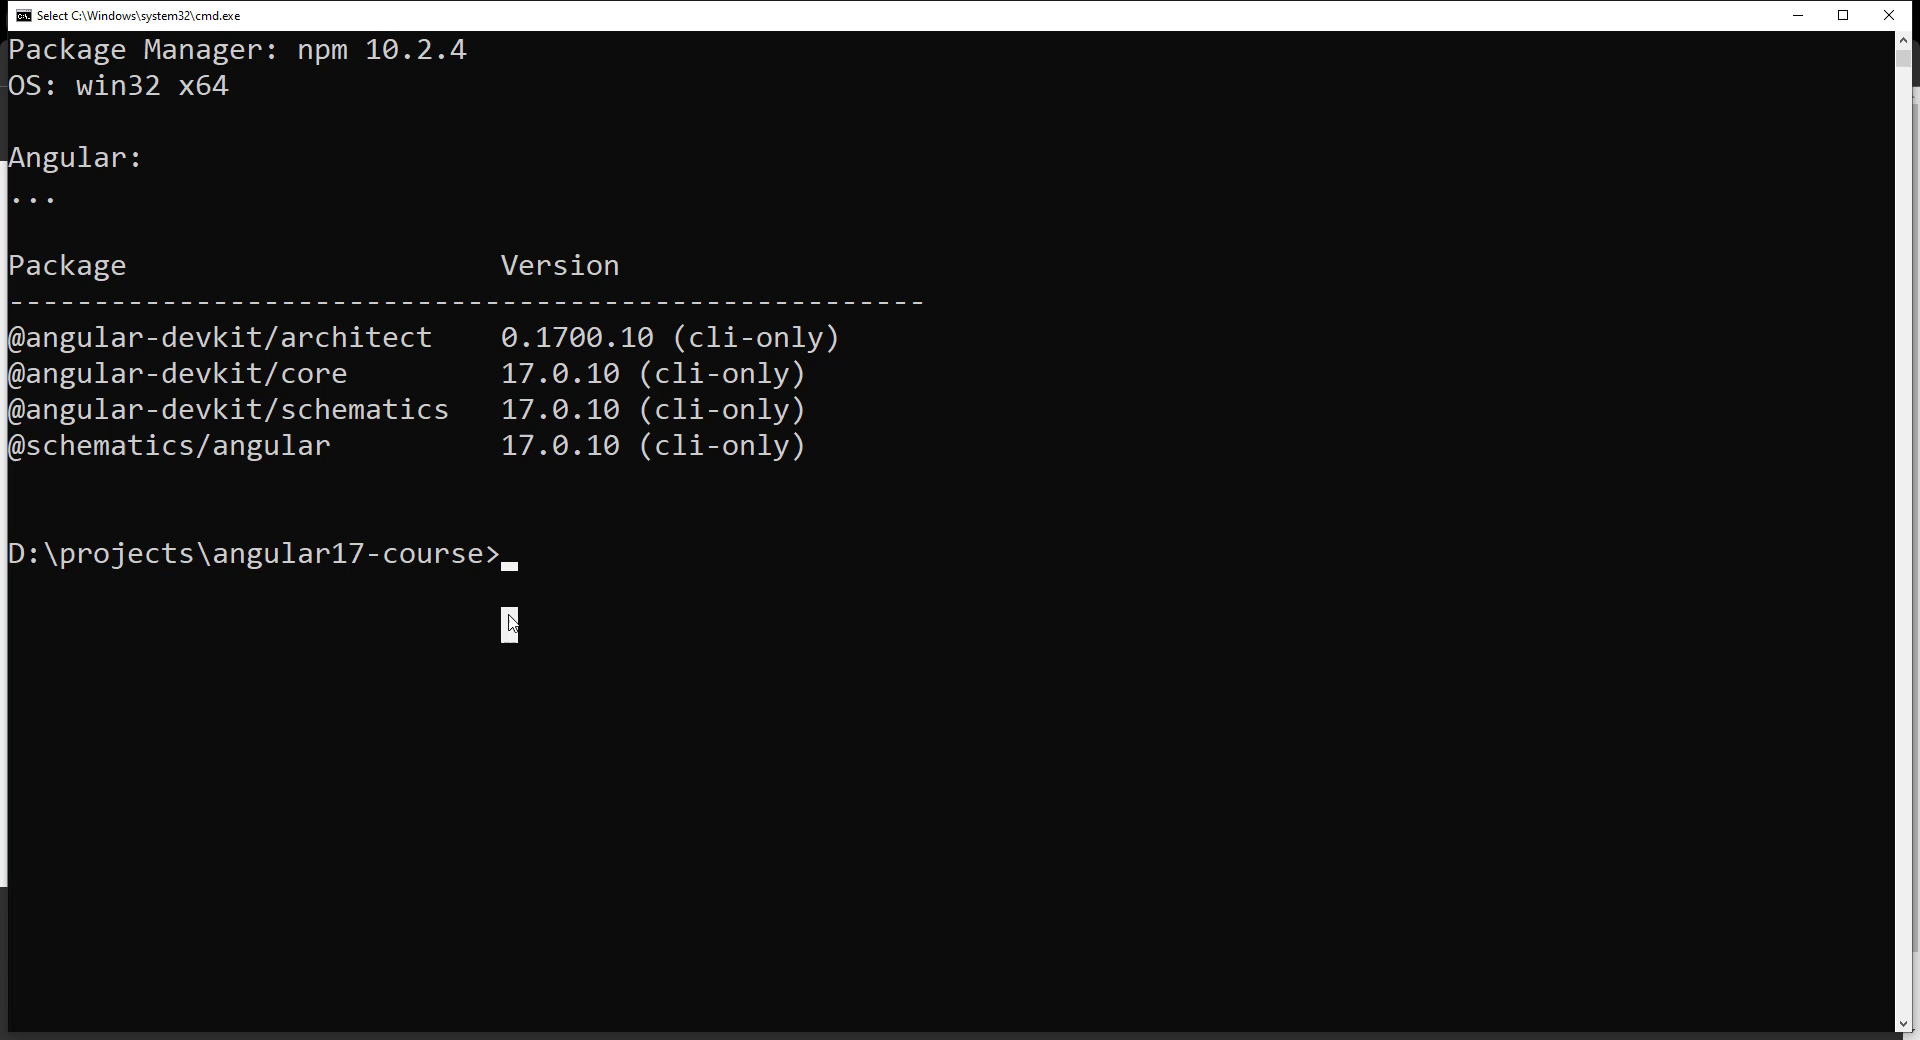 Select C:\Windows\system32\cmd.exe
Package Manager: npm 10.2.4
OS: win32 x64
Angular:
...
Package Version
------------------------------------------------------
@angular-devkit/architect 0.1700.10 (cli-only)
@angular-devkit/core 17.0.10 (cli-only)
@angular-devkit/schematics 17.0.10 (cli-only)
@schematics/angular 17.0.10 (cli-only)
D:\projects\angular17-course>